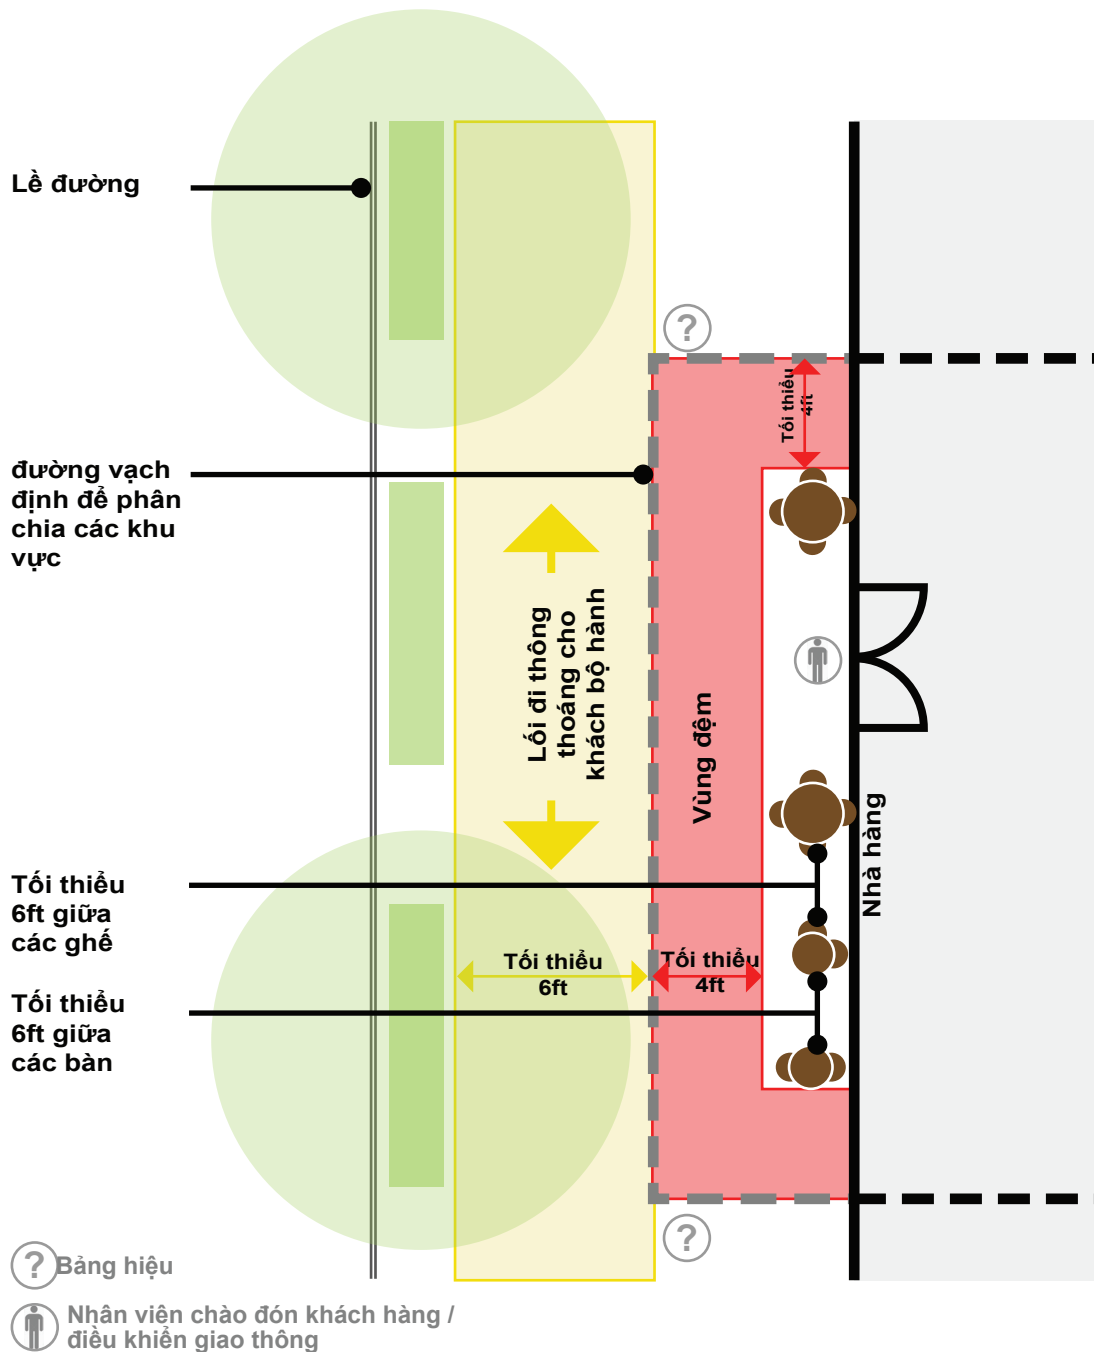 Lề đường
?
Tối thiểu
4ft
đường vạch
định để phân
chia các khu
vực
Lối đi thông
thoáng cho
khách bộ hành
Vùng đệm
Nhà hàng
Tối thiểu
6ft giữa
các ghế
Tối thiểu
6ft
Tối thiểu
4ft
Tối thiểu
6ft giữa
các bàn
?
? Bảng hiệu
Nhân viên chào đón khách hàng /
điều khiển giao thông